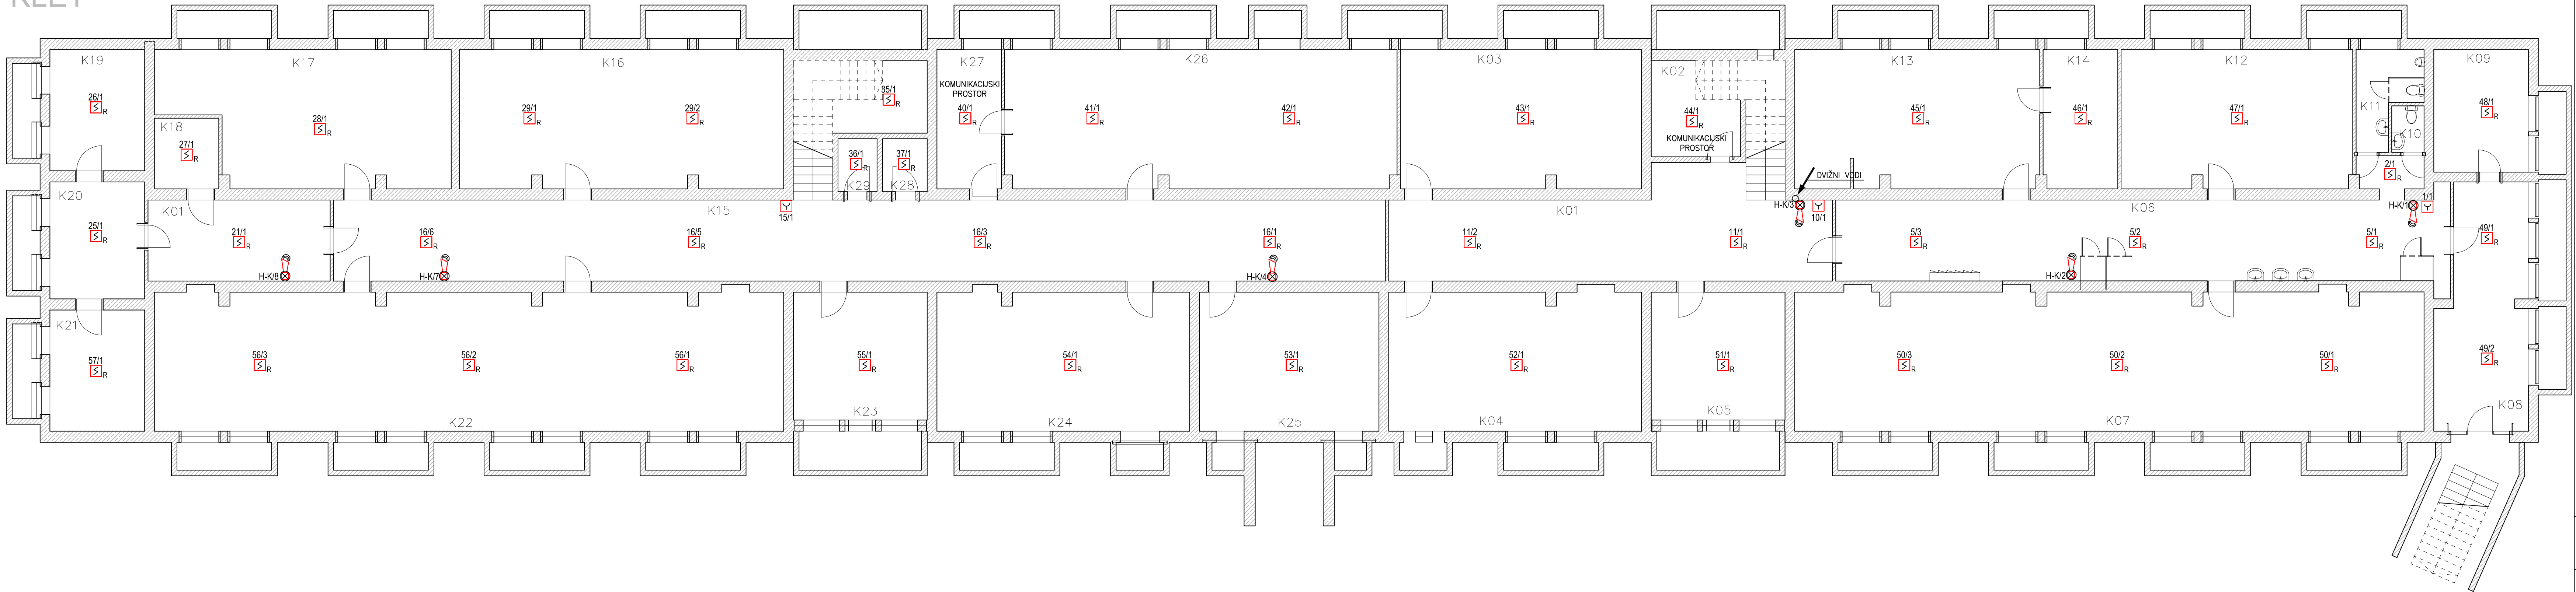 KLET
K19
K17
K16
K27
K26
K03
K02
K13
K14
K12
K09
KOMUNIKACIJSKI
PROSTOR
26/1
R
28/1
R
29/1
R
29/2
R
35/1
R
40/1
R
41/1
R
42/1
R
43/1
R
44/1
R
KOMUNIKACIJSKI
PROSTOR
45/1
R
46/1
R
47/1
R
K11
K10
48/1
R
K18
27/1
R
36/1
R
37/1
R
K29
K28
DVIŽNI VODI
2/1
R
K20
K01
K15
15/1
K01
H-K/3
10/1
K06
H-K/1
1/1
25/1
R
21/1
R
16/6
R
16/5
R
16/3
R
16/1
R
11/2
R
11/1
R
5/3
R
5/2
R
5/1
R
49/1
R
H-K/8
H-K/7
H-K/4
H-K/2
K21
57/1
R
56/3
R
56/2
R
56/1
R
55/1
R
54/1
R
53/1
R
52/1
R
51/1
R
50/3
R
50/2
R
50/1
R
49/2
R
K22
K23
K24
K25
K04
K05
K07
K08